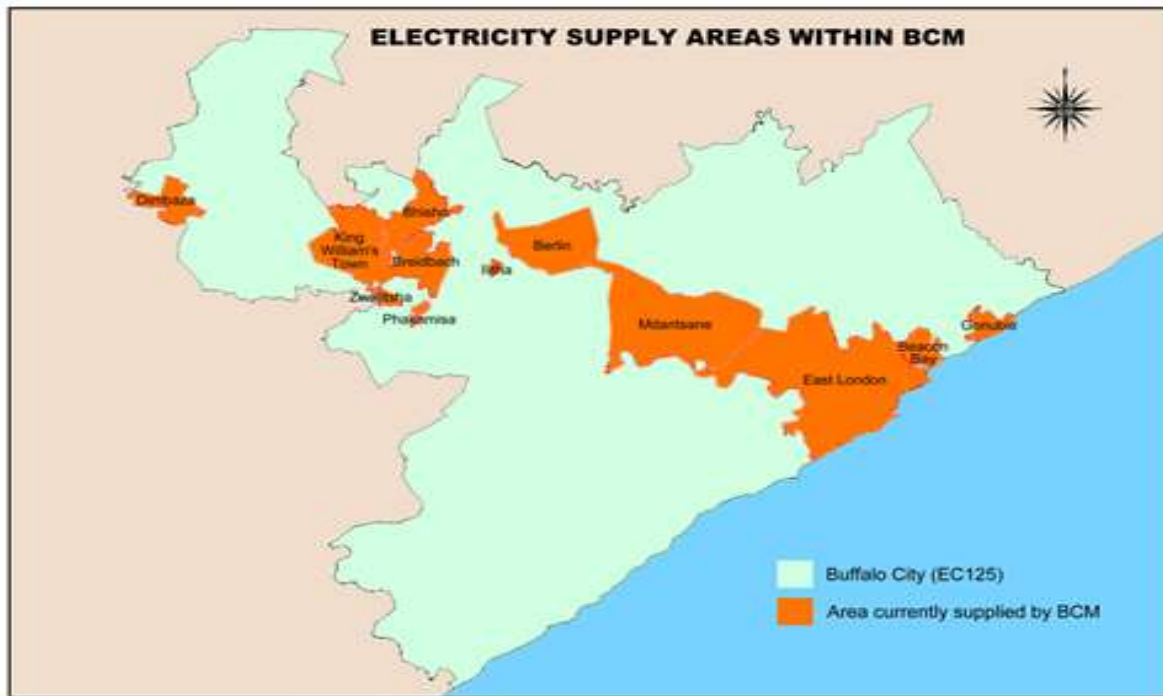 ELECTRICITY SUPPLY AREAS WITHIN BCM
Dimbaza
Bhisho
King
William's
Town
Breidbach
Berlin
Ilitha
Zwelitsha
Phakamisa
Mdantsane
Gonubie
Beacon
Bay
East London
Buffalo City (EC125)
Area currently supplied by BCM